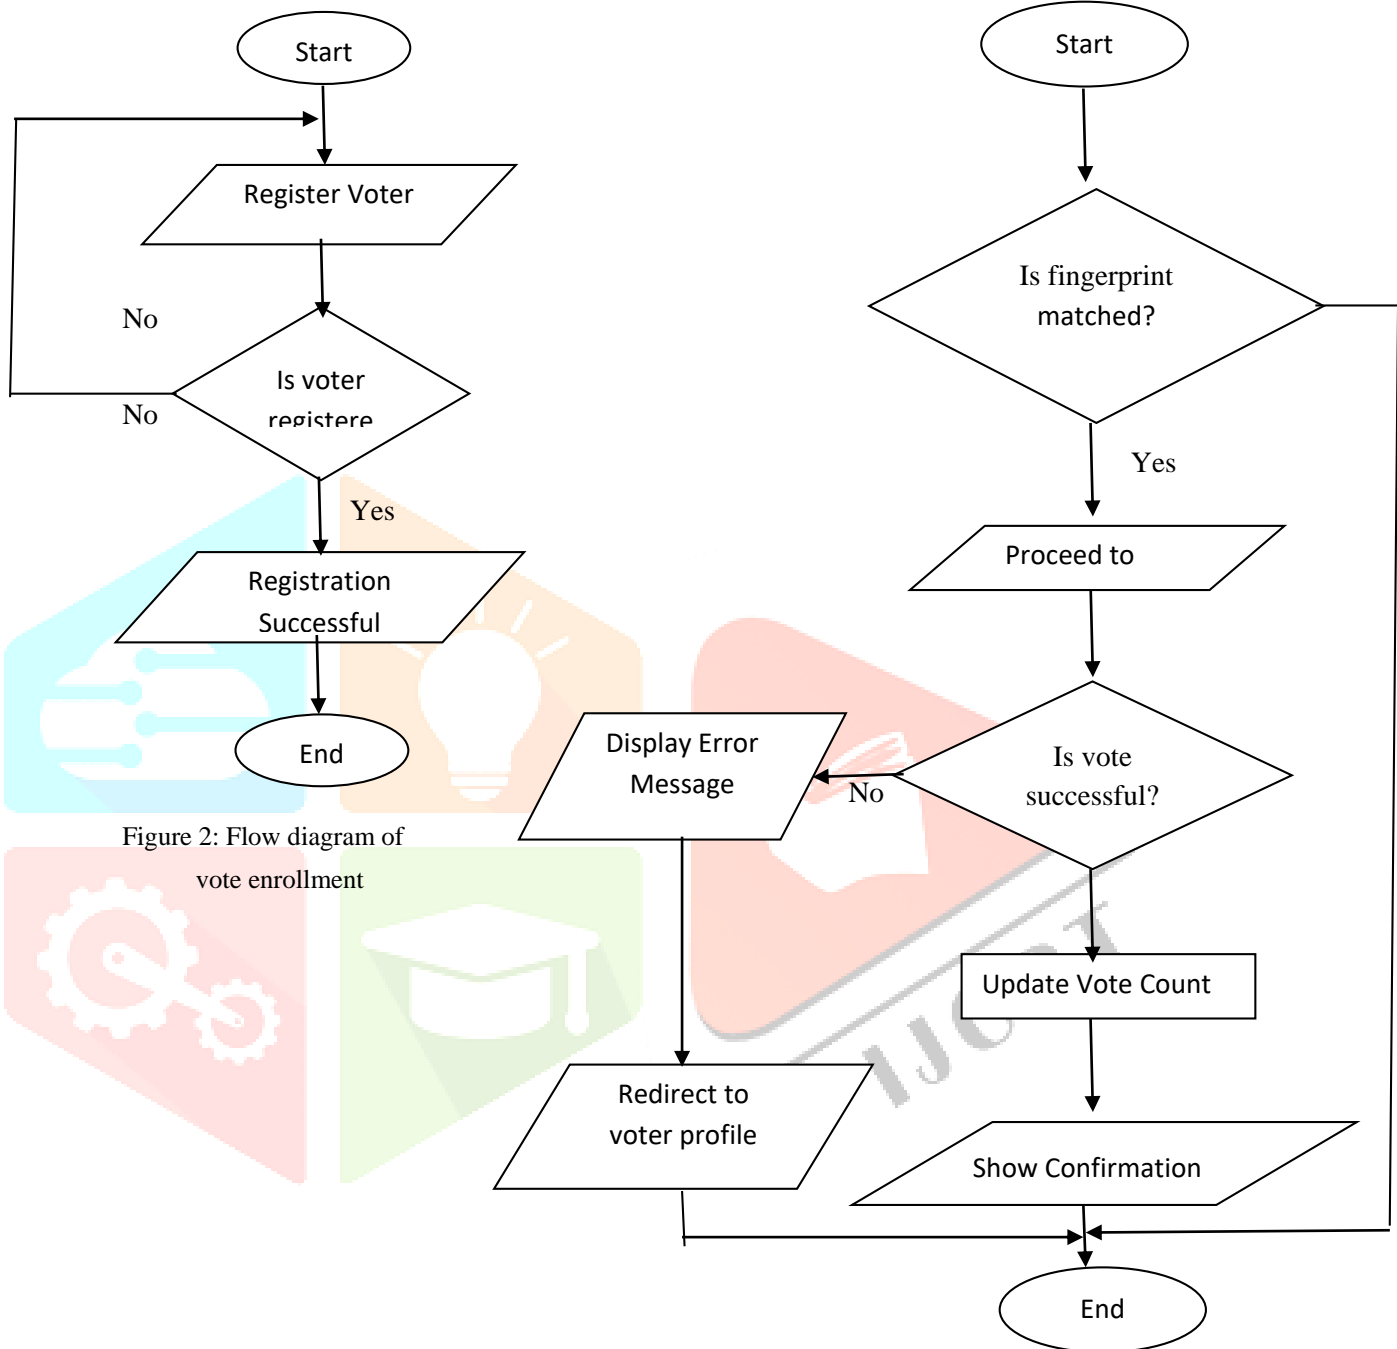 Start
Register Voter
No
Is voter
registere
No
Yes
Registration
Successful
End
Figure 2: Flow diagram of
vote enrollment
Start
Is fingerprint
matched?
Yes
Proceed to
Is vote
successful?
No
Display Error
Message
Update Vote Count
Redirect to
voter profile
Show Confirmation
End
IJCRT